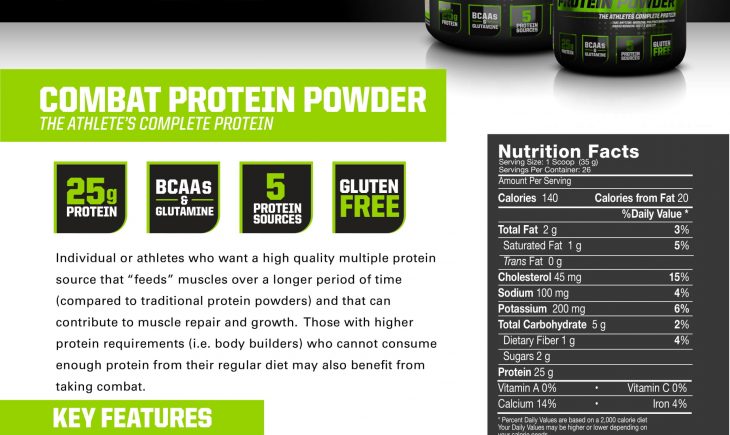 PROTEIN POWDER
THE ATHLETE'S COMPLETE PROTEIN
25g
PROTEIN
BCAAs
&
GLUTAMINE
5
PROTEIN
SOURCES
BCAAs
&
GLUTAMINE
5
PROTEIN
SOURCES
GLUTEN
FREE
COMBAT PROTEIN POWDER
THE ATHLETE'S COMPLETE PROTEIN
25g
PROTEIN
BCAAs
&
GLUTAMINE
5
PROTEIN
SOURCES
GLUTEN
FREE
Individual or athletes who want a high quality multiple protein
source that “feeds” muscles over a longer period of time
(compared to traditional protein powders) and that can
contribute to muscle repair and growth. Those with higher
protein requirements (i.e. body builders) who cannot consume
enough protein from their regular diet may also benefit from
taking combat.
KEY FEATURES
Nutrition Facts
Serving Size: 1 Scoop (35 g)
Servings Per Container: 26
Amount Per Serving
Calories 140 Calories from Fat 20
%Daily Value *
Total Fat 2 g 3%
Saturated Fat 1 g 5%
Trans Fat 0 g
Cholesterol 45 mg 15%
Sodium 100 mg 4%
Potassium 200 mg 6%
Total Carbohydrate 5 g 2%
Dietary Fiber 1 g 4%
Sugars 2 g
Protein 25 g
Vitamin A 0% • Vitamin C 0%
Calcium 14% • Iron 4%
* Percent Daily Values are based on a 2,000 calorie diet
Your Daily Values may be higher or lower depending on
your calorie needs